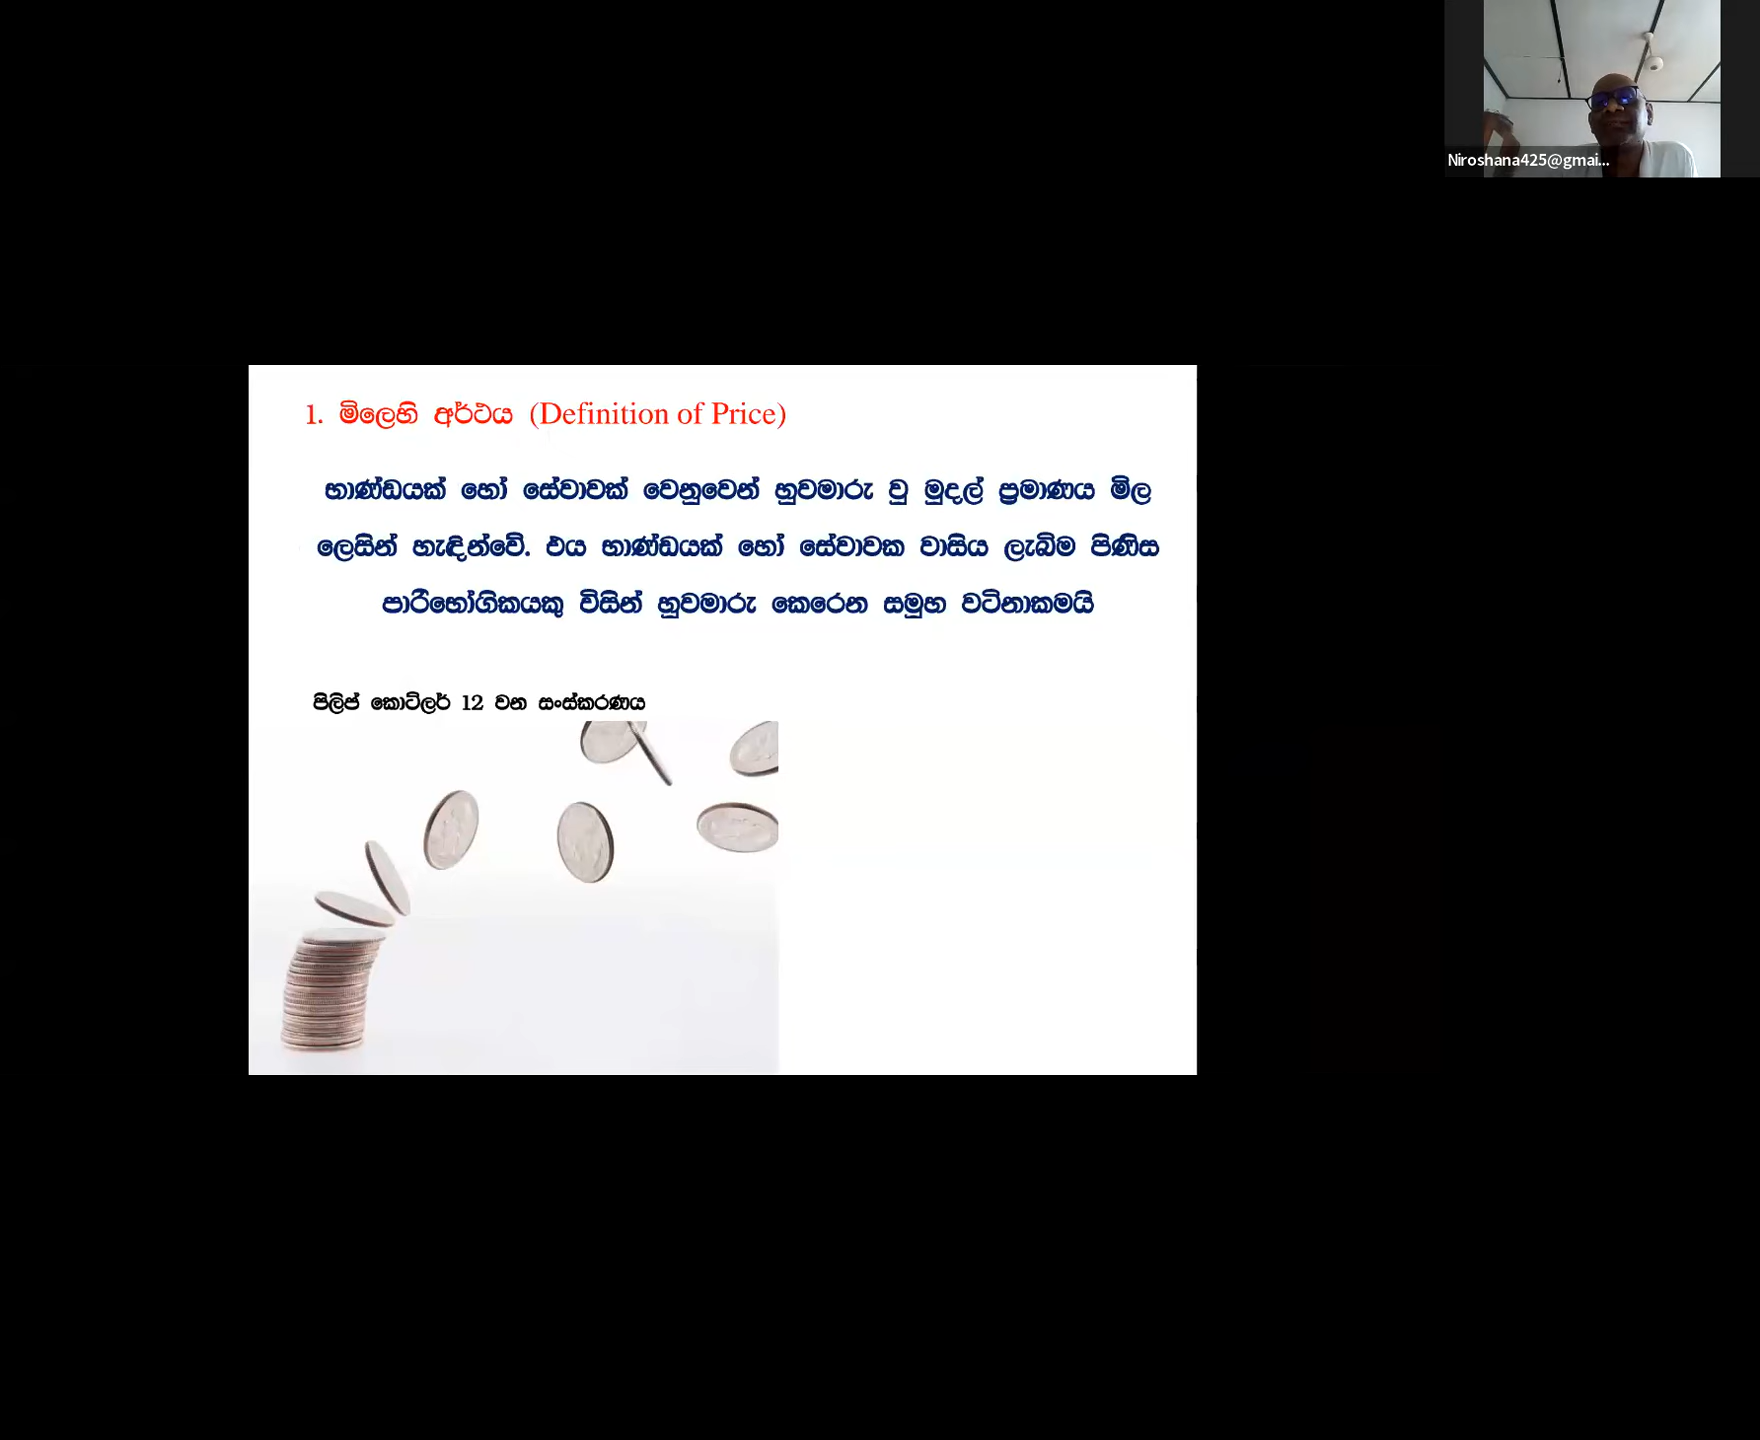 Niroshana425@gmai...
1. මිලෙහි අර්ථය (Definition of Price)
භාණ්ඩයක් හෝ සේවාවක් වෙනුවෙන් හුවමාරු වු මුදල් ප්‍රමාණය මිල
ලෙසින් හැඳින්වේ. එය භාණ්ඩයක් හෝ සේවාවක වාසිය ලැබිම පිණිස
පාරිභෝගිකයකු විසින් හුවමාරු කෙරෙන සමුහ වටිනාකමයි
පිලිප් කොට්ලර් 12 වන සංස්කරණය